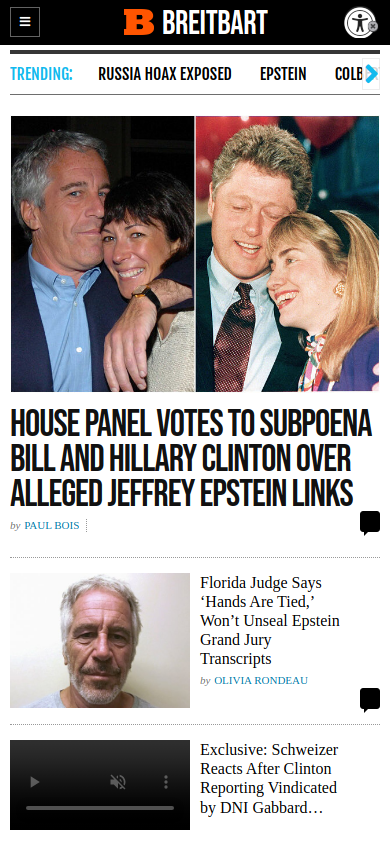 BREITBART
TRENDING: RUSSIA HOAX EXPOSED EPSTEIN COLB
HOUSE PANEL VOTES TO SUBPOENA
BILL AND HILLARY CLINTON OVER
ALLEGED JEFFREY EPSTEIN LINKS
by PAUL BOIS
Florida Judge Says
‘Hands Are Tied,’
Won’t Unseal Epstein
Grand Jury
Transcripts
by OLIVIA RONDEAU
Exclusive: Schweizer
Reacts After Clinton
Reporting Vindicated
by DNI Gabbard…